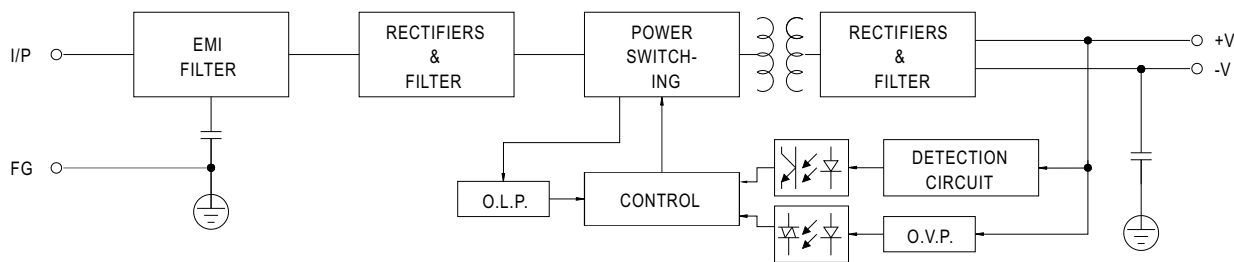 I/P
EMI
FILTER
RECTIFIERS
&
FILTER
POWER
SWITCH-
ING
RECTIFIERS
&
FILTER
+V
-V
FG
O.L.P.
CONTROL
DETECTION
CIRCUIT
O.V.P.